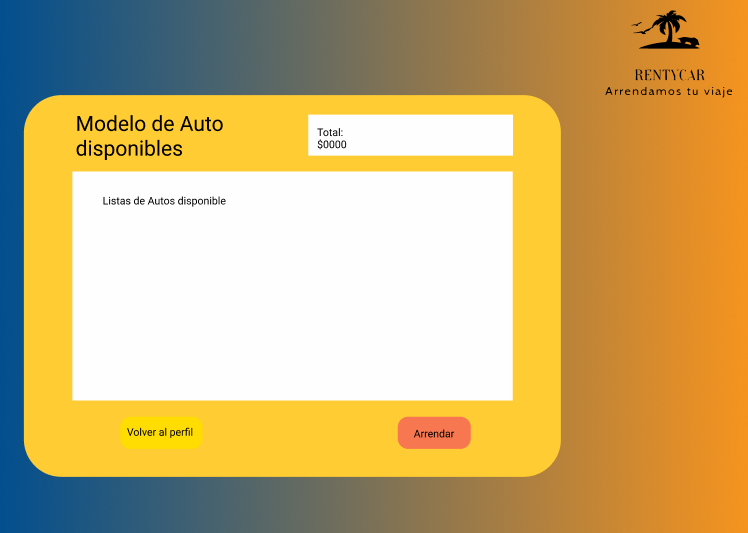 RENTYCAR
Arrendamos tu viaje
Modelo de Auto
disponibles
Total:
$0000
Listas de Autos disponible
Volver al perfil
Arrendar